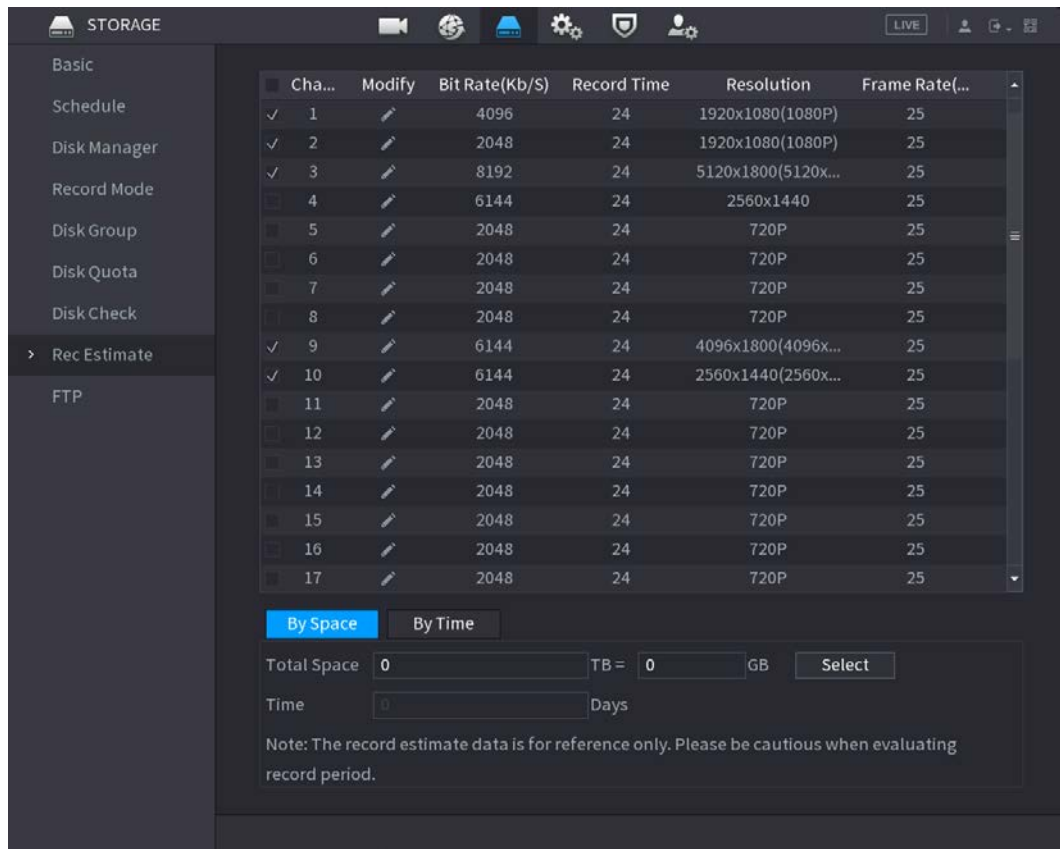 STORAGE LIVE
Basic
Schedule
Disk Manager
Record Mode
Disk Group
Disk Quota
Disk Check
Rec Estimate
FTP
Cha... Modify Bit Rate(Kb/S) Record Time Resolution Frame Rate(...
1 4096 24 1920x1080(1080P) 25
2 2048 24 1920x1080(1080P) 25
3 8192 24 5120x1800(5120x... 25
4 6144 24 2560x1440 25
5 2048 24 720P 25
6 2048 24 720P 25
7 2048 24 720P 25
8 2048 24 720P 25
9 6144 24 4096x1800(4096x... 25
10 6144 24 2560x1440(2560x... 25
11 2048 24 720P 25
12 2048 24 720P 25
13 2048 24 720P 25
14 2048 24 720P 25
15 2048 24 720P 25
16 2048 24 720P 25
17 2048 24 720P 25
By Space By Time
Total Space 0 TB = 0 GB Select
Time 0 Days
Note: The record estimate data is for reference only. Please be cautious when evaluating
record period.